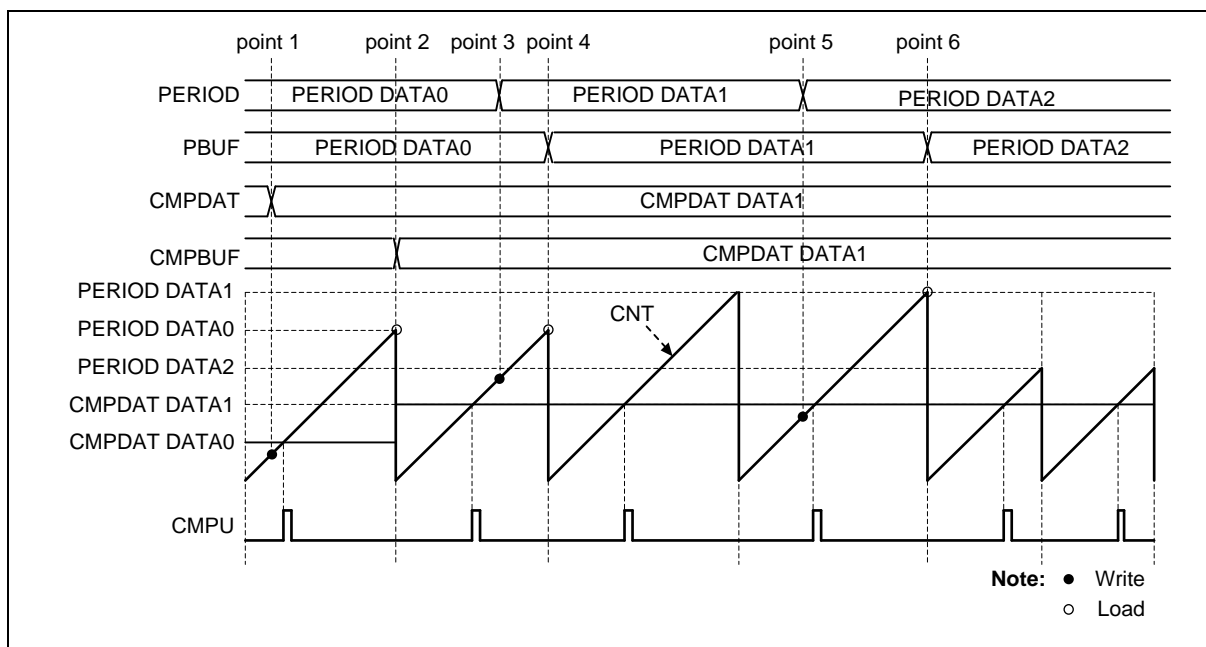 point 1 point 2 point 3 point 4 point 5 point 6
PERIOD PERIOD DATA0 PERIOD DATA1 PERIOD DATA2
PBUF PERIOD DATA0 PERIOD DATA1 PERIOD DATA2
CMPDAT CMPDAT DATA1
CMPBUF CMPDAT DATA1
PERIOD DATA1
CNT
PERIOD DATA0
PERIOD DATA2
CMPDAT DATA1
CMPDAT DATA0
CMPU
Note: ● Write
○ Load